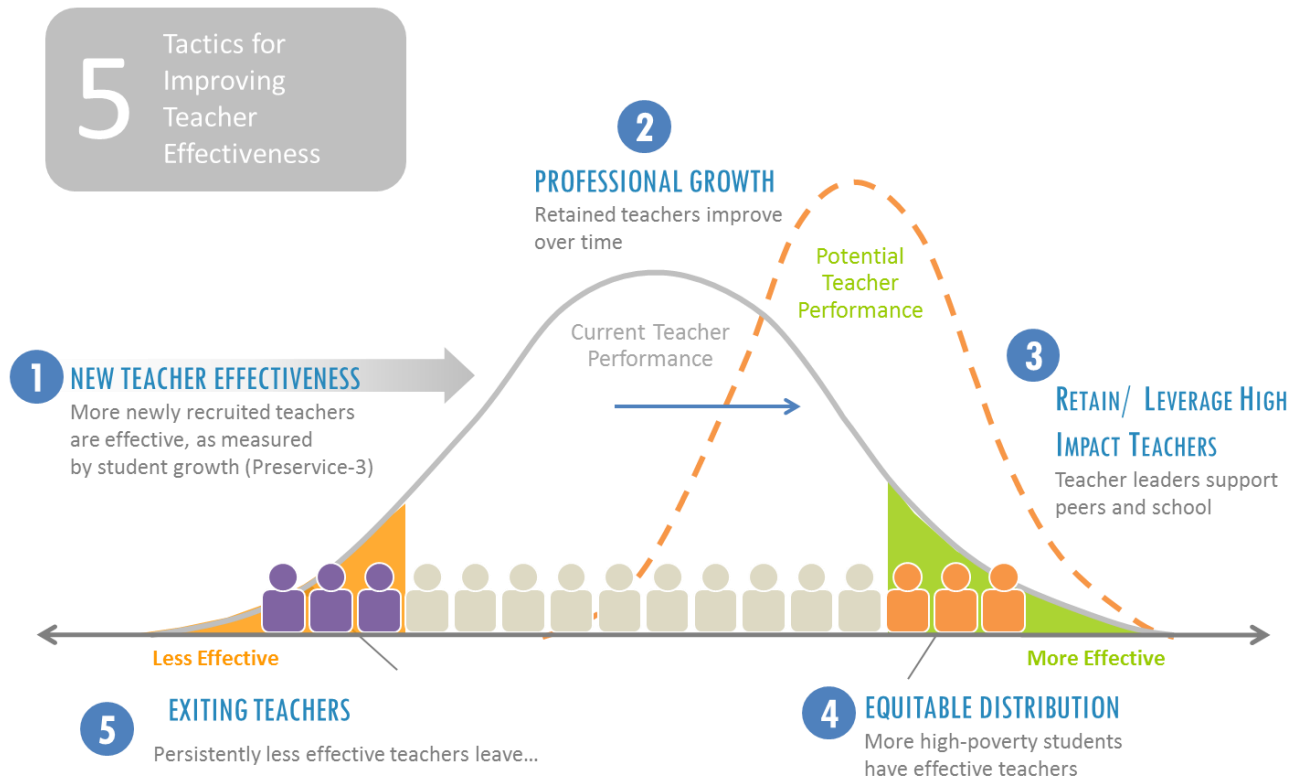 5
Tactics for
Improving
Teacher
Effectiveness
2
PROFESSIONAL GROWTH
Retained teachers improve
over time
Potential
Teacher
Performance
Current Teacher
Performance
1
NEW TEACHER EFFECTIVENESS
More newly recruited teachers
are effective, as measured
by student growth (Preservice-3)
3
RETAIN/ LEVERAGE HIGH
IMPACT TEACHERS
Teacher leaders support
peers and school
Less Effective
More Effective
5
EXITING TEACHERS
Persistently less effective teachers leave…
4
EQUITABLE DISTRIBUTION
More high-poverty students
have effective teachers